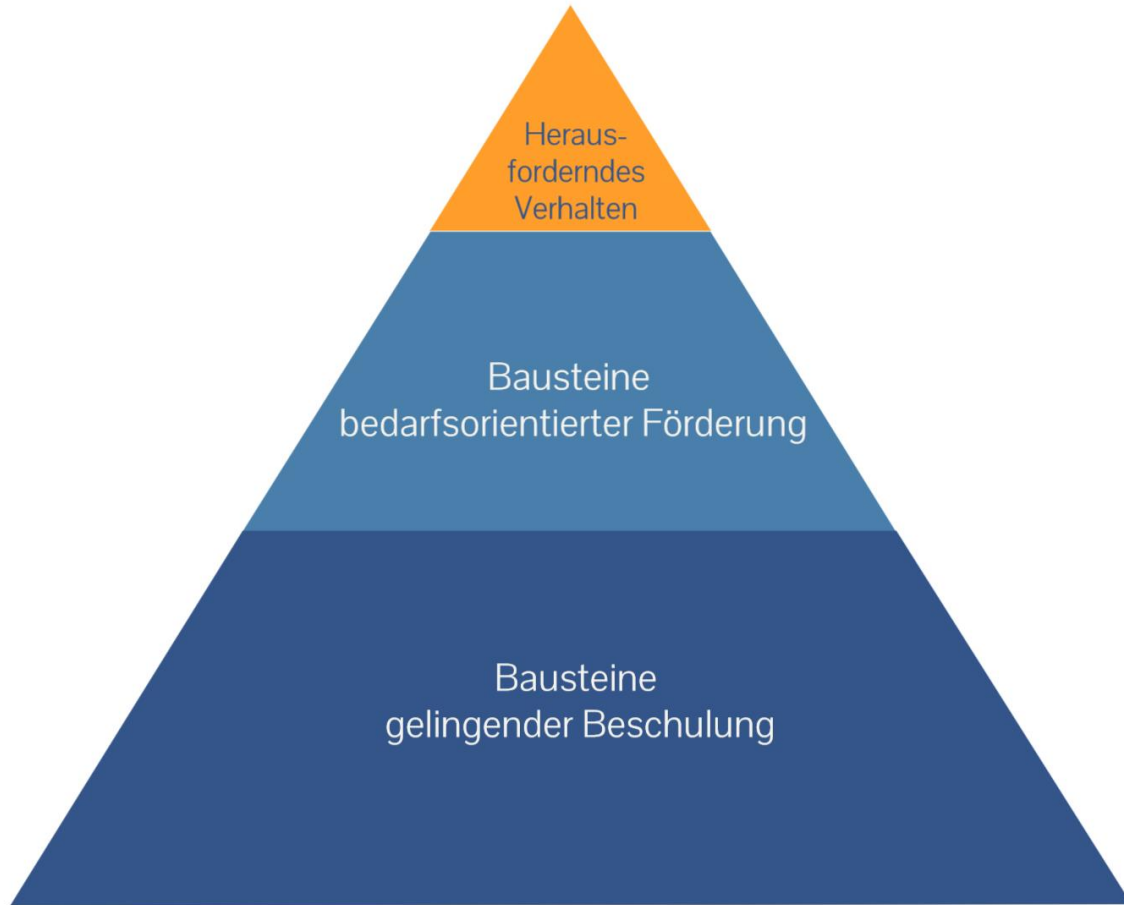 Heraus-
forderndes
Verhalten
Bausteine
bedarfsorientierter Förderung
Bausteine
gelingender Beschulung